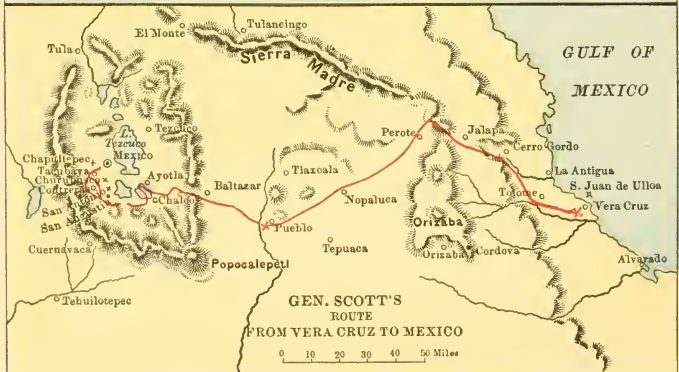 El Monte
Tulancingo
Tula
Sierra Madre
GULF OF
MEXICO
Tezcuco
Tezcuco
MEXICO
Perote
Jalapa
Cerro Gordo
Chapultepec
Tacubaya
Churubusco
Contreras
San Antonio
San Augustin
Ayotla
Chalco
Baltazar
Tlaxcala
Nopaluca
La Antigua
S. Juan de Ulloa
Tolome
Vera Cruz
Pueblo
Orizaba
Tepuaca
Orizaba
Cordova
Alvarado
Cuernavaca
Popocalepetl
Tehuilotepec
GEN. SCOTT'S
ROUTE
FROM VERA CRUZ TO MEXICO
0 10 20 30 40 50 Miles